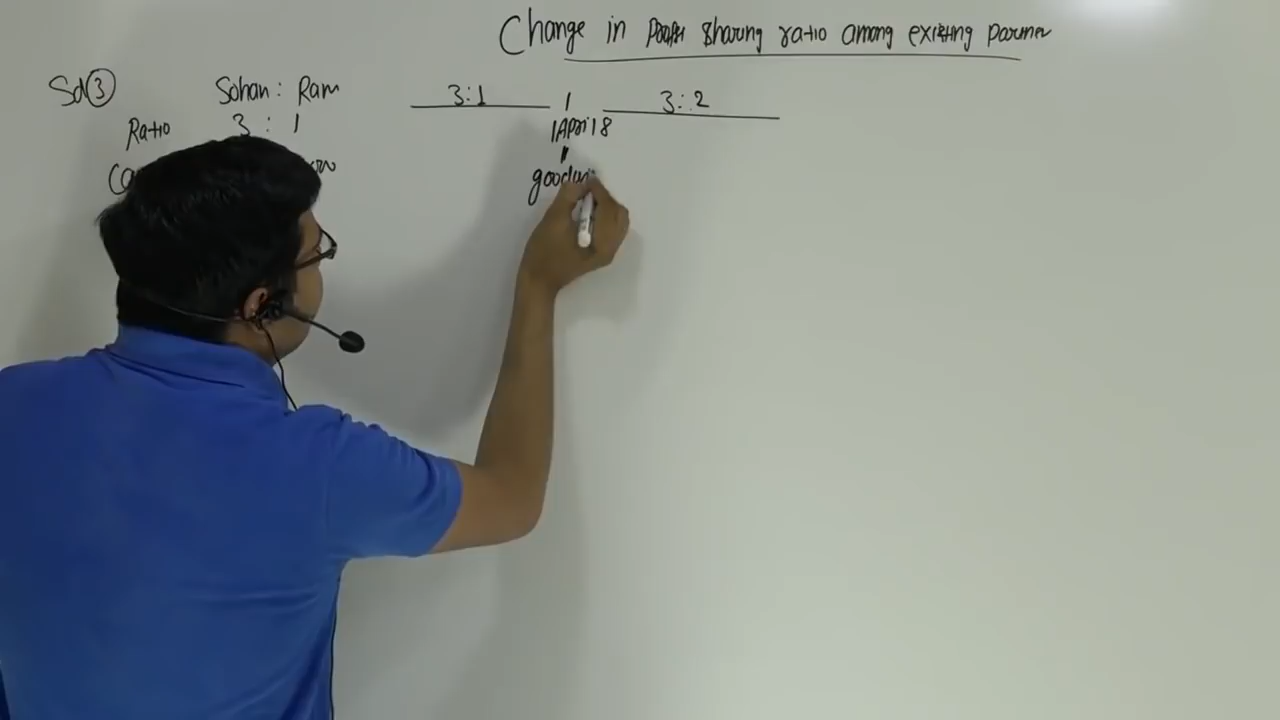 Change in Profit sharing ratio among existing partner
Sol ③ Sohan : Ram
3:1 1 3:2
Ratio 3 : 1
1 April 18
goodwi